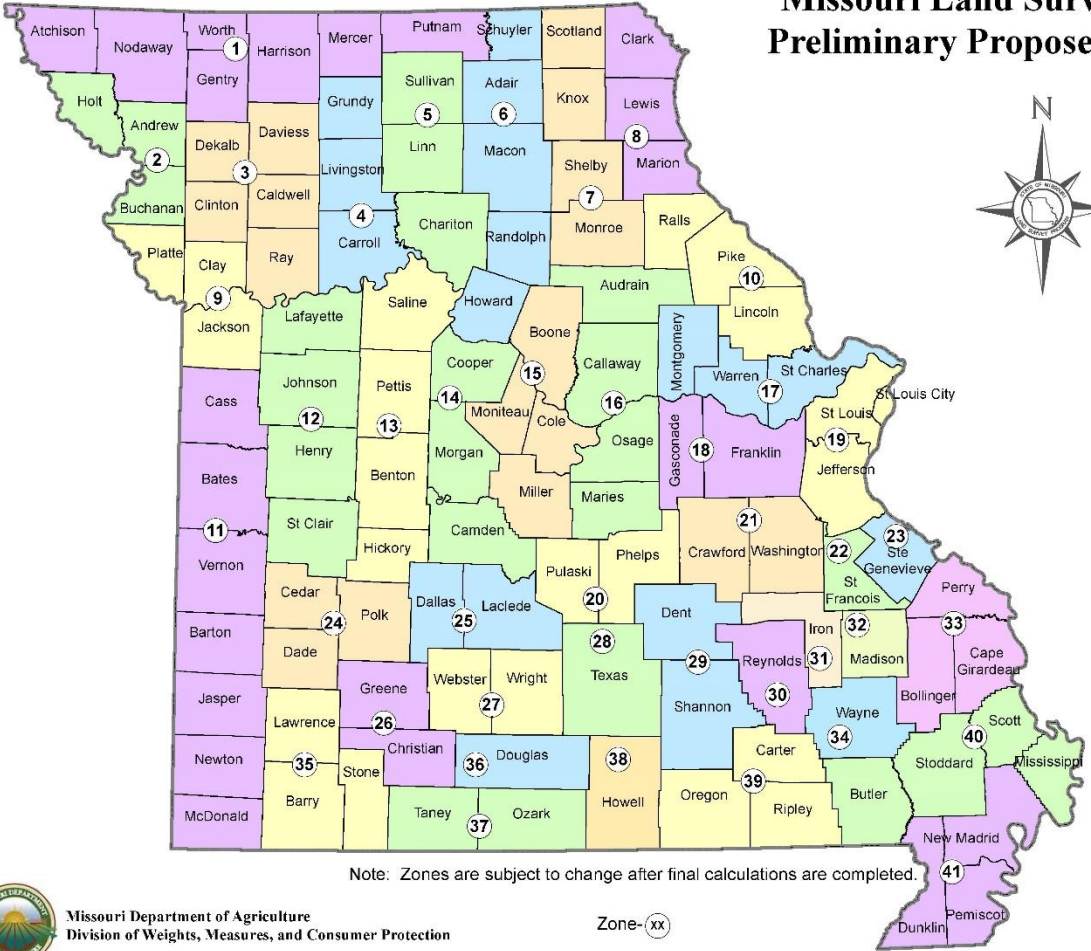 Missouri Land Surv
Preliminary Propose
Atchison
Nodaway
Worth
1
Harrison
Mercer
Putnam
Schuyler
Scotland
Clark
Gentry
Holt
Andrew
2
Buchanan
Dekalb
Daviess
3
Clinton
Caldwell
Ray
Grundy
Livingston
4
Carroll
Sullivan
5
Linn
Chariton
Adair
6
Macon
Randolph
Howard
Knox
Shelby
7
Monroe
Lewis
8
Marion
Ralls
Pike
10
Lincoln
Platte
Clay
9
Jackson
Lafayette
Saline
Audrain
Boone
15
Cooper
14
Moniteau
Cole
Morgan
Miller
Camden
Callaway
16
Osage
Maries
Montgomery
Warren
17
St Charles
St Louis City
St Louis
19
Jefferson
Gasconade
18
Franklin
Cass
Bates
11
Vernon
Barton
Jasper
Newton
McDonald
Johnson
12
Henry
St Clair
Pettis
13
Benton
Hickory
Cedar
24
Polk
Dade
Dallas
25
Laclede
Pulaski
Phelps
20
21
Crawford
Washington
22
St
Francois
23
Ste
Genevieve
Perry
33
Cape
Girardeau
Bollinger
Dent
29
Shannon
Reynolds
30
Iron
31
32
Madison
Wayne
34
28
Texas
Webster
Wright
27
Greene
26
Christian
Lawrence
35
Stone
Barry
36
Douglas
Taney
37
Ozark
38
Howell
Oregon
Carter
39
Ripley
Butler
Stoddard
Scott
40
Mississippi
New Madrid
41
Pemiscot
Dunklin
N
STATE OF MISSOURI
LAND SURVEY PROGRAM
Note: Zones are subject to change after final calculations are completed.
Missouri Department of Agriculture
Division of Weights, Measures, and Consumer Protection
Zone- xx